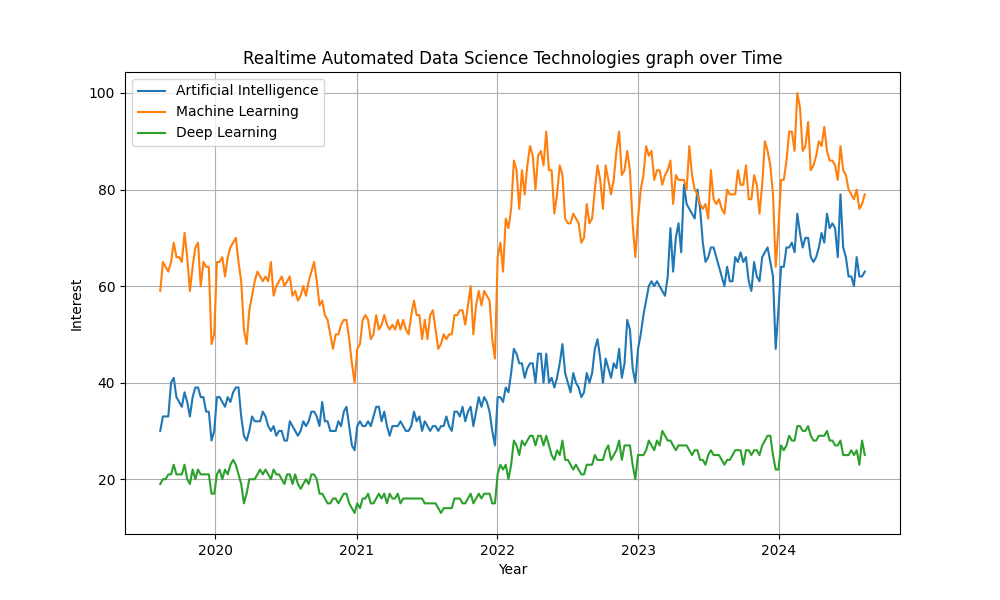 Realtime Automated Data Science Technologies graph over Time
Artificial Intelligence
Machine Learning
Deep Learning
100
80
60
40
20
Interest
2020 2021 2022 2023 2024
Year